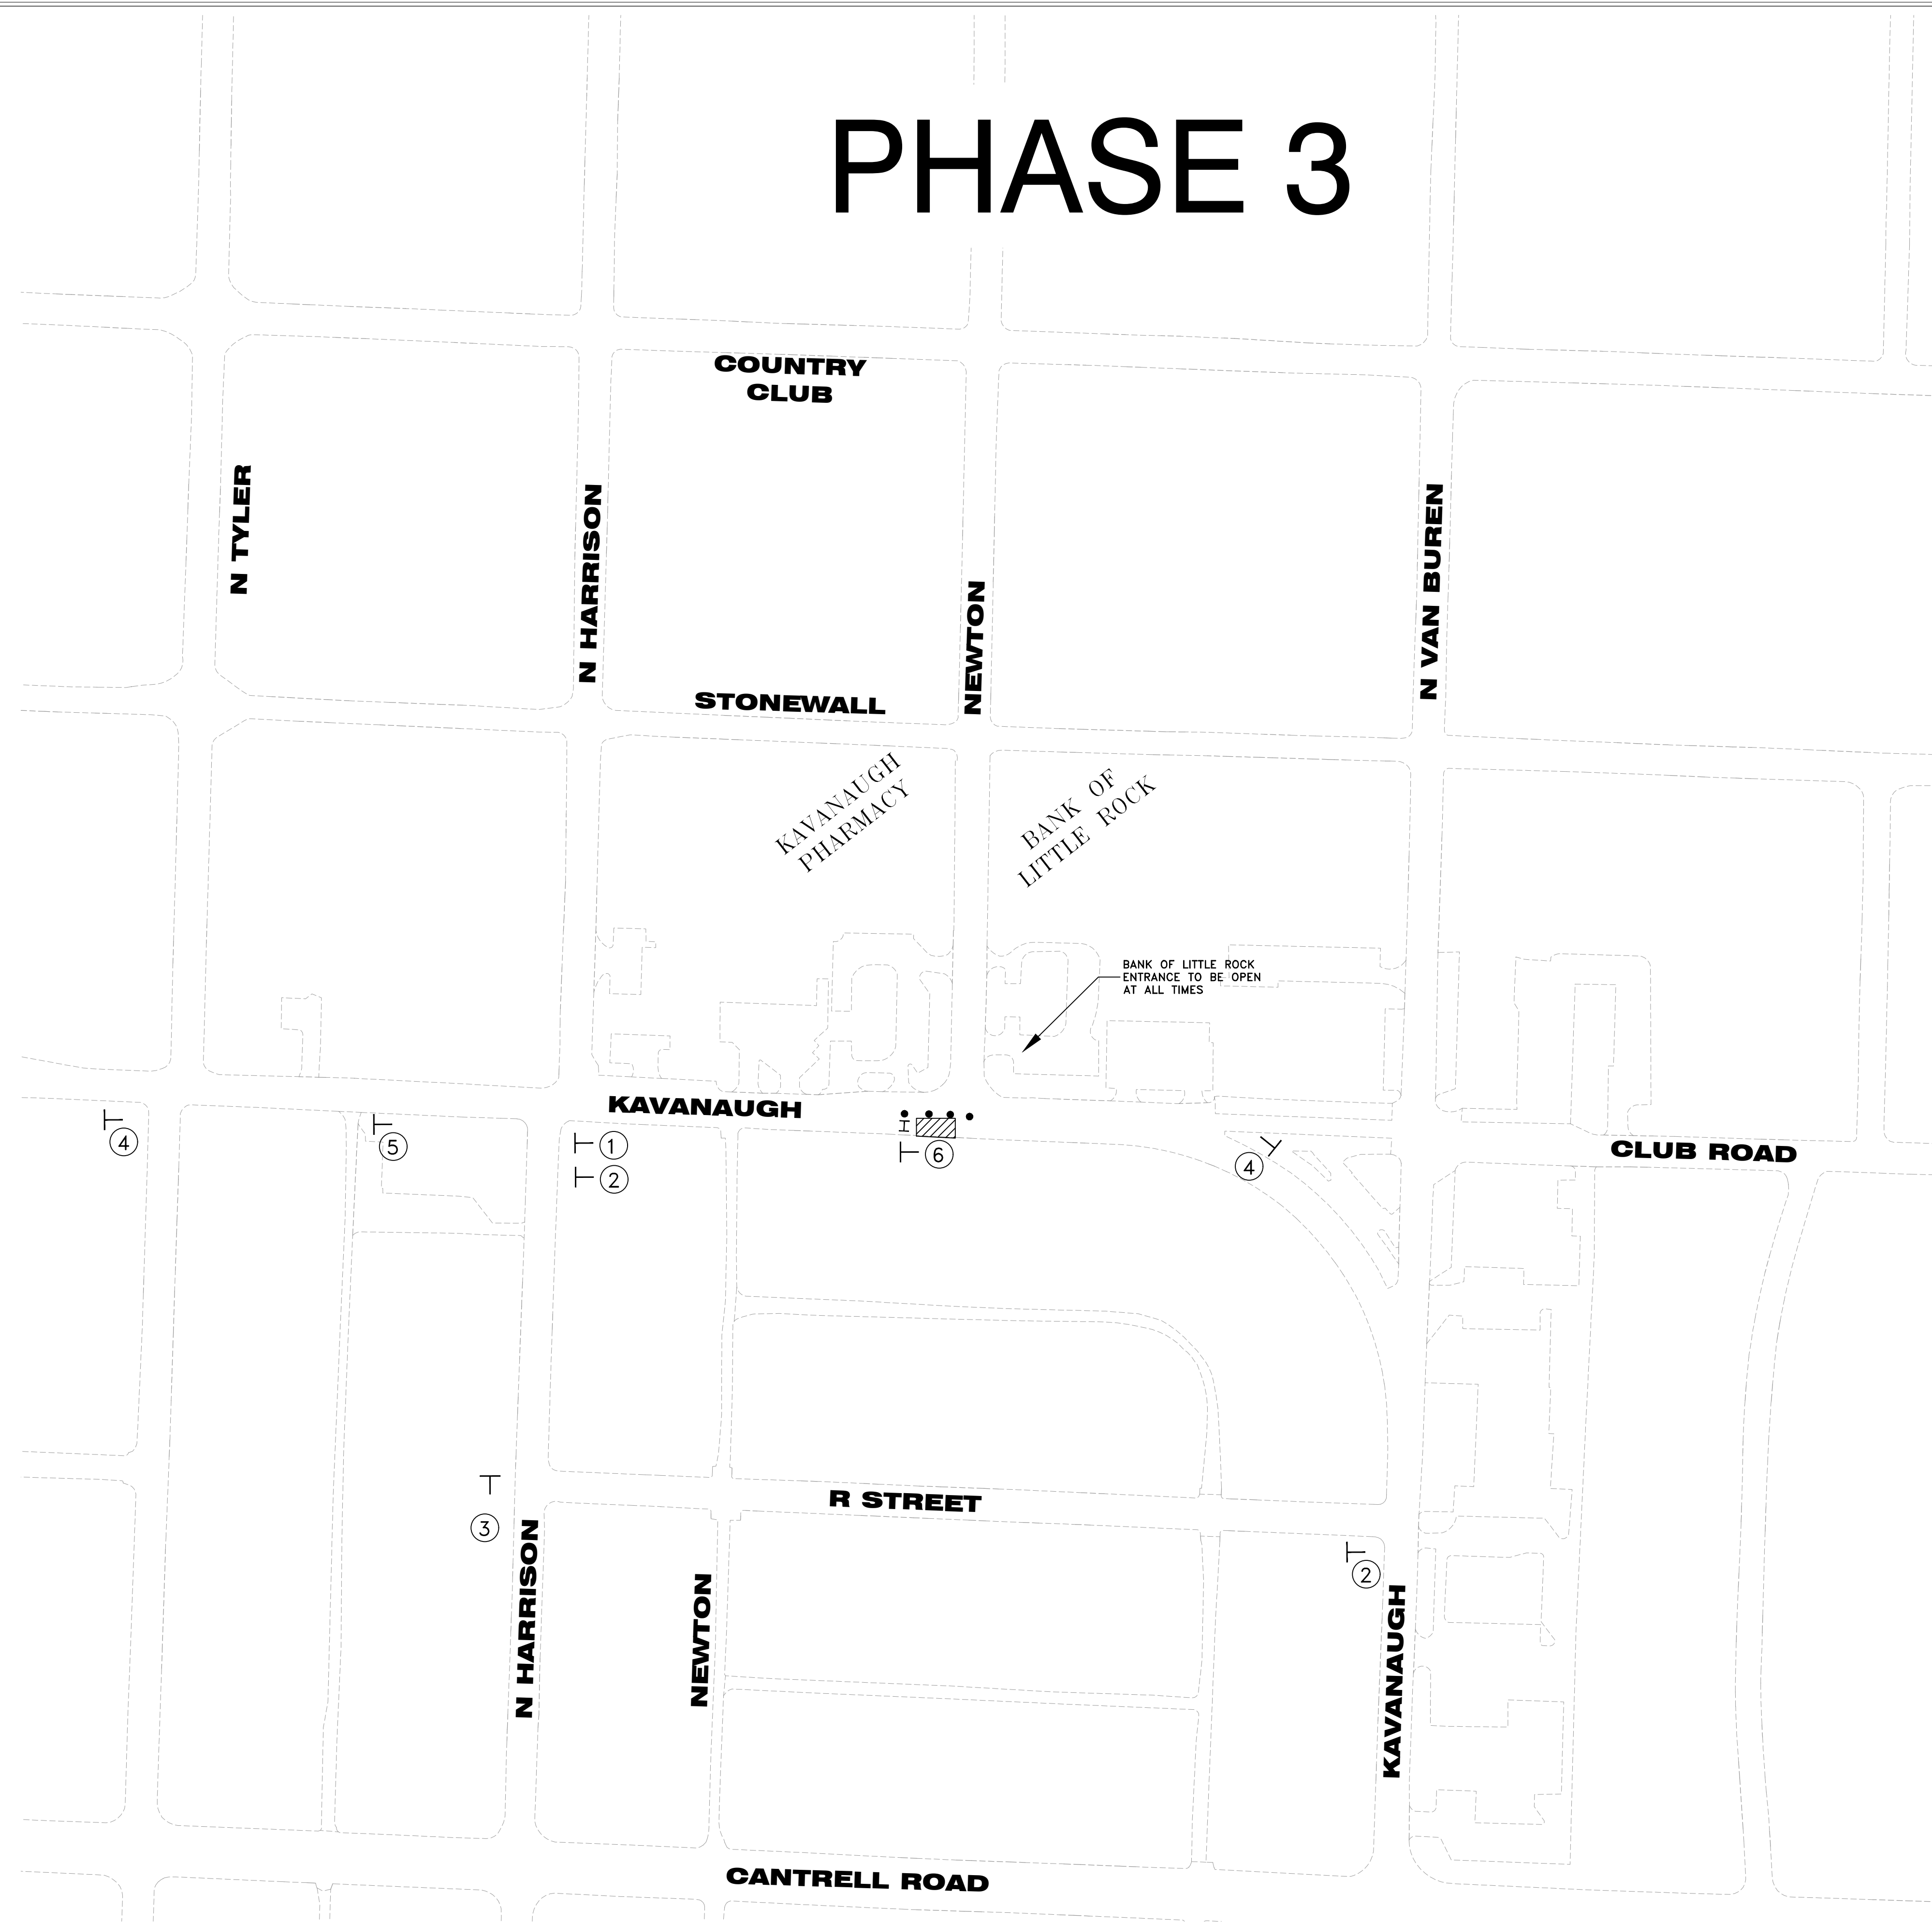 PHASE 3
COUNTRY
CLUB
N TYLER
N HARRISON
NEWTON
N VAN BUREN
STONEWALL
KAVANAUGH
PHARMACY
BANK OF
LITTLE ROCK
BANK OF LITTLE ROCK
ENTRANCE TO BE OPEN
AT ALL TIMES
KAVANAUGH
4
5
1
2
6
4
CLUB ROAD
R STREET
3
N HARRISON
NEWTON
2
KAVANAUGH
CANTRELL ROAD